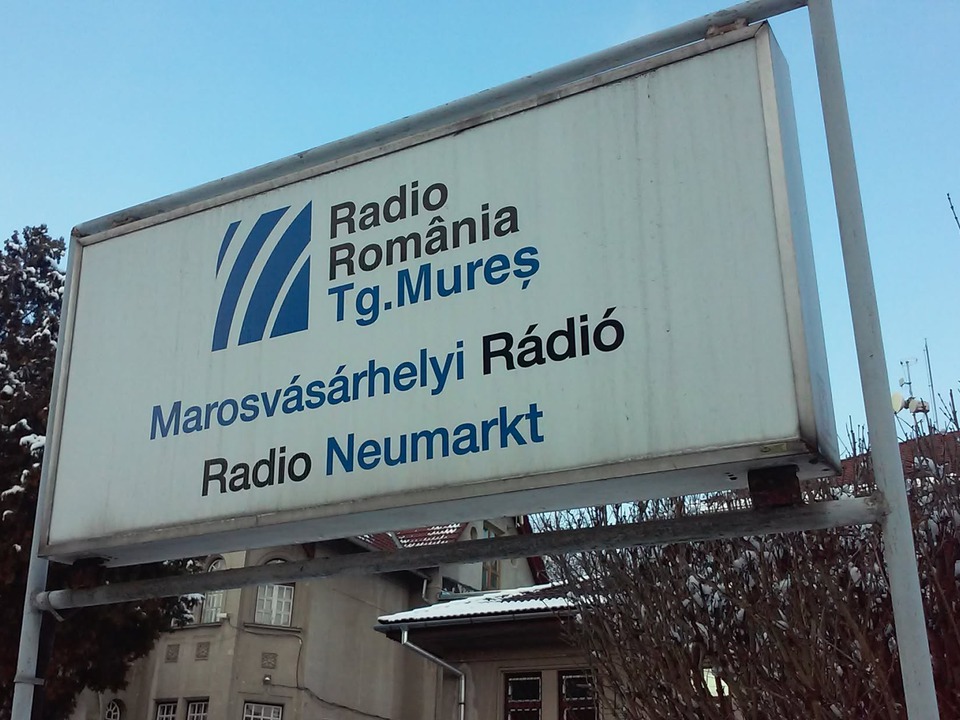 Radio
România
Tg.Mureș
Marosvásárhelyi Rádió
Radio Neumarkt